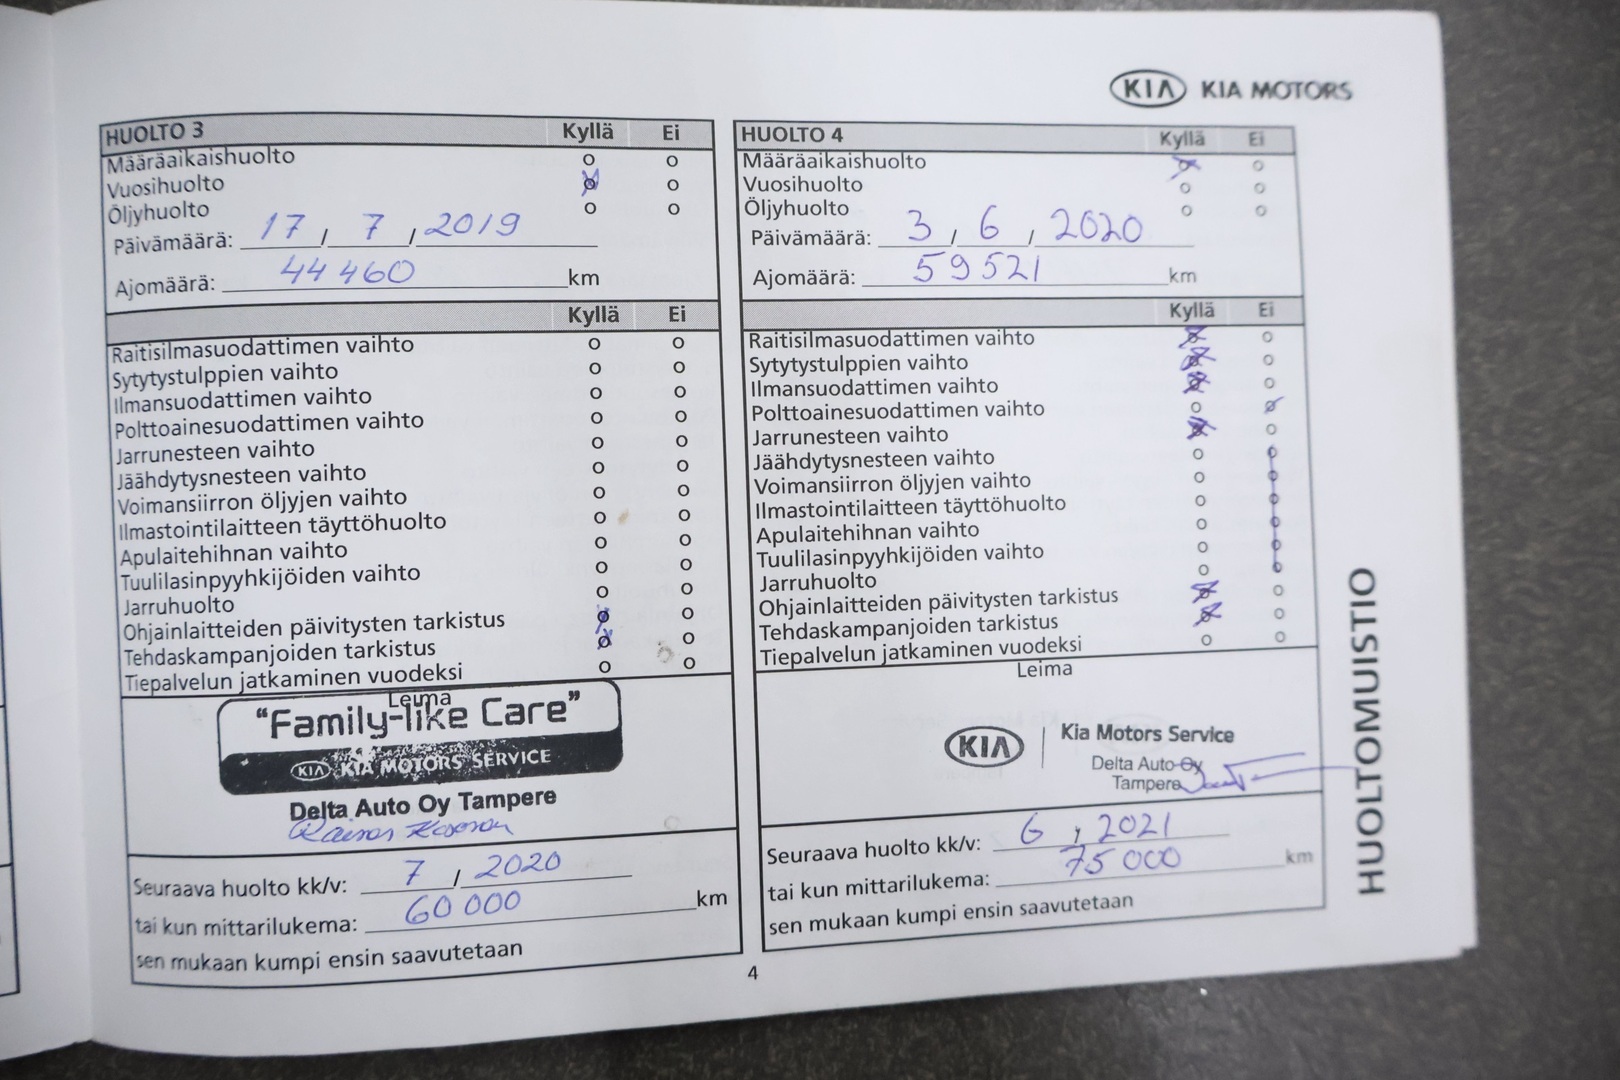 KIA KIA MOTORS
HUOLTO 3 Kyllä Ei
Määräaikaishuolto o o
Vuosihuolto o o
Öljyhuolto o o
Päivämäärä: 17 / 7 / 2019
Ajomäärä: 44 460 km
Kyllä Ei
Raitisilmasuodattimen vaihto o o
Sytytystulppien vaihto o o
Ilmansuodattimen vaihto o o
Polttoainesuodattimen vaihto o o
Jarrunesteen vaihto o o
Jäähdytysnesteen vaihto o o
Voimansiirron öljyjen vaihto o o
Ilmastointilaitteen täyttöhuolto o o
Apulaitehihnan vaihto o o
Tuulilasinpyyhkijöiden vaihto o o
Jarruhuolto o o
Ohjainlaitteiden päivitysten tarkistus o o
Tehdaskampanjoiden tarkistus o o
Tiepalvelun jatkaminen vuodeksi o o
Leima
"Family-like Care"
KIA KIA MOTORS SERVICE
Delta Auto Oy Tampere
Seuraava huolto kk/v: 7 / 2020
tai kun mittarilukema: 60 000 km
sen mukaan kumpi ensin saavutetaan
HUOLTO 4 Kyllä Ei
Määräaikaishuolto o o
Vuosihuolto o o
Öljyhuolto o o
Päivämäärä: 3 / 6 / 2020
Ajomäärä: 59 521 km
Kyllä Ei
Raitisilmasuodattimen vaihto o o
Sytytystulppien vaihto o o
Ilmansuodattimen vaihto o o
Polttoainesuodattimen vaihto o o
Jarrunesteen vaihto o o
Jäähdytysnesteen vaihto o o
Voimansiirron öljyjen vaihto o o
Ilmastointilaitteen täyttöhuolto o o
Apulaitehihnan vaihto o o
Tuulilasinpyyhkijöiden vaihto o o
Jarruhuolto o o
Ohjainlaitteiden päivitysten tarkistus o o
Tehdaskampanjoiden tarkistus o o
Tiepalvelun jatkaminen vuodeksi o o
Leima
KIA Kia Motors Service
Delta Auto Oy
Tampere
Seuraava huolto kk/v: 6 / 2021
tai kun mittarilukema: 75 000 km
sen mukaan kumpi ensin saavutetaan
HUOLTOMUISTIO
4